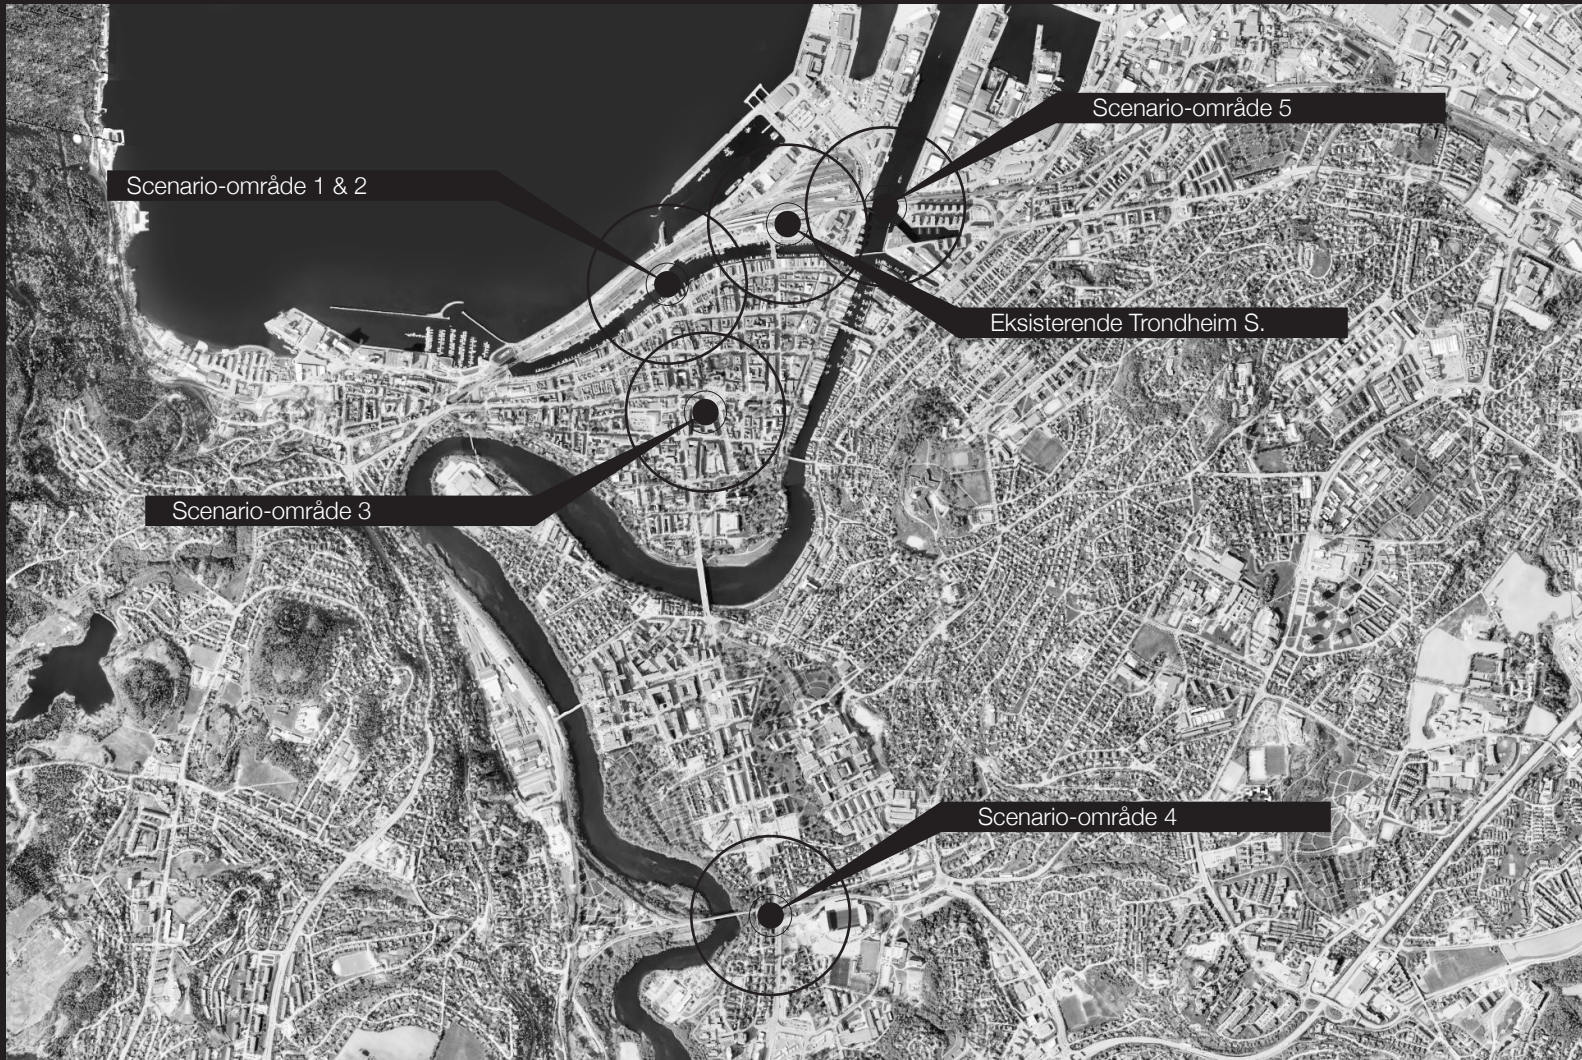 Scenario-område 5
Scenario-område 1 & 2
Eksisterende Trondheim S.
Scenario-område 3
Scenario-område 4